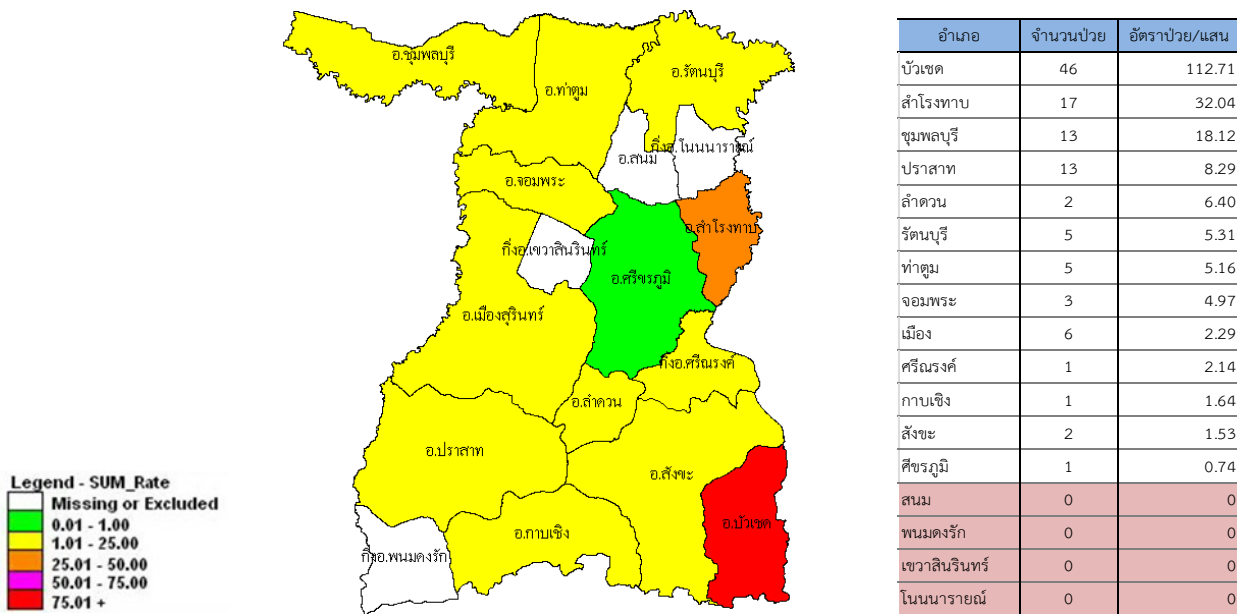 อ.ชุมพลบุรี
อ.รัตนบุรี
อ.ท่าตูม
กิ่งอ.โนนนารายณ์
อ.สนม
อ.จอมพระ
อ.สำโรงทาบ
กิ่งอ.เขวาสินรินทร์
อ.ศรีขรภูมิ
อ.เมืองสุรินทร์
กิ่งอ.ศรีณรงค์
อ.ลำดวน
อ.ปราสาท
อ.สังขะ
อ.บัวเชด
อ.กาบเชิง
กิ่งอ.พนมดงรัก
Legend - SUM_Rate
Missing or Excluded
0.01 - 1.00
1.01 - 25.00
25.01 - 50.00
50.01 - 75.00
75.01 +
อำเภอ จำนวนป่วย อัตราป่วย/แสน
บัวเชด 46 112.71
สำโรงทาบ 17 32.04
ชุมพลบุรี 13 18.12
ปราสาท 13 8.29
ลำดวน 2 6.40
รัตนบุรี 5 5.31
ท่าตูม 5 5.16
จอมพระ 3 4.97
เมือง 6 2.29
ศรีณรงค์ 1 2.14
กาบเชิง 1 1.64
สังขะ 2 1.53
ศีขรภูมิ 1 0.74
สนม 0 0
พนมดงรัก 0 0
เขวาสินรินทร์ 0 0
โนนนารายณ์ 0 0